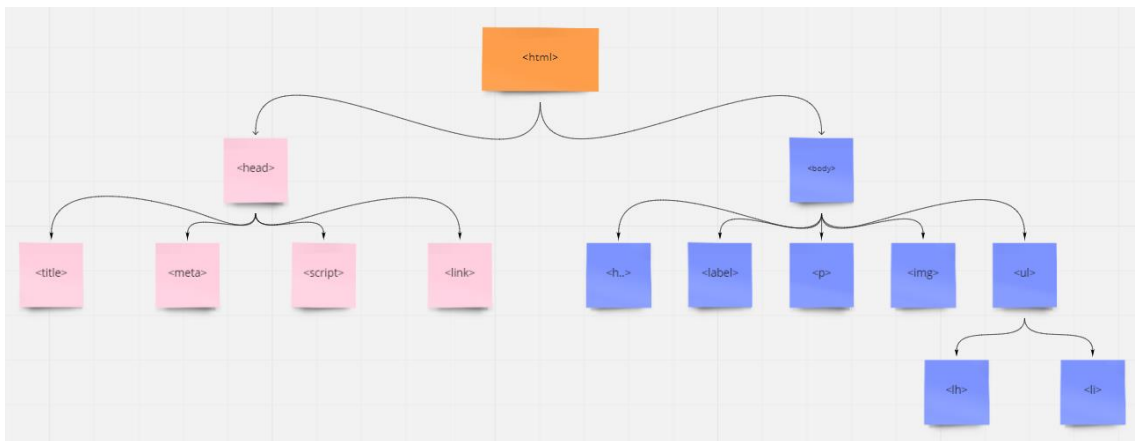 <html>
<head>
<body>
<title>
<meta>
<script>
<link>
<h..>
<label>
<p>
<img>
<ul>
<lh>
<li>